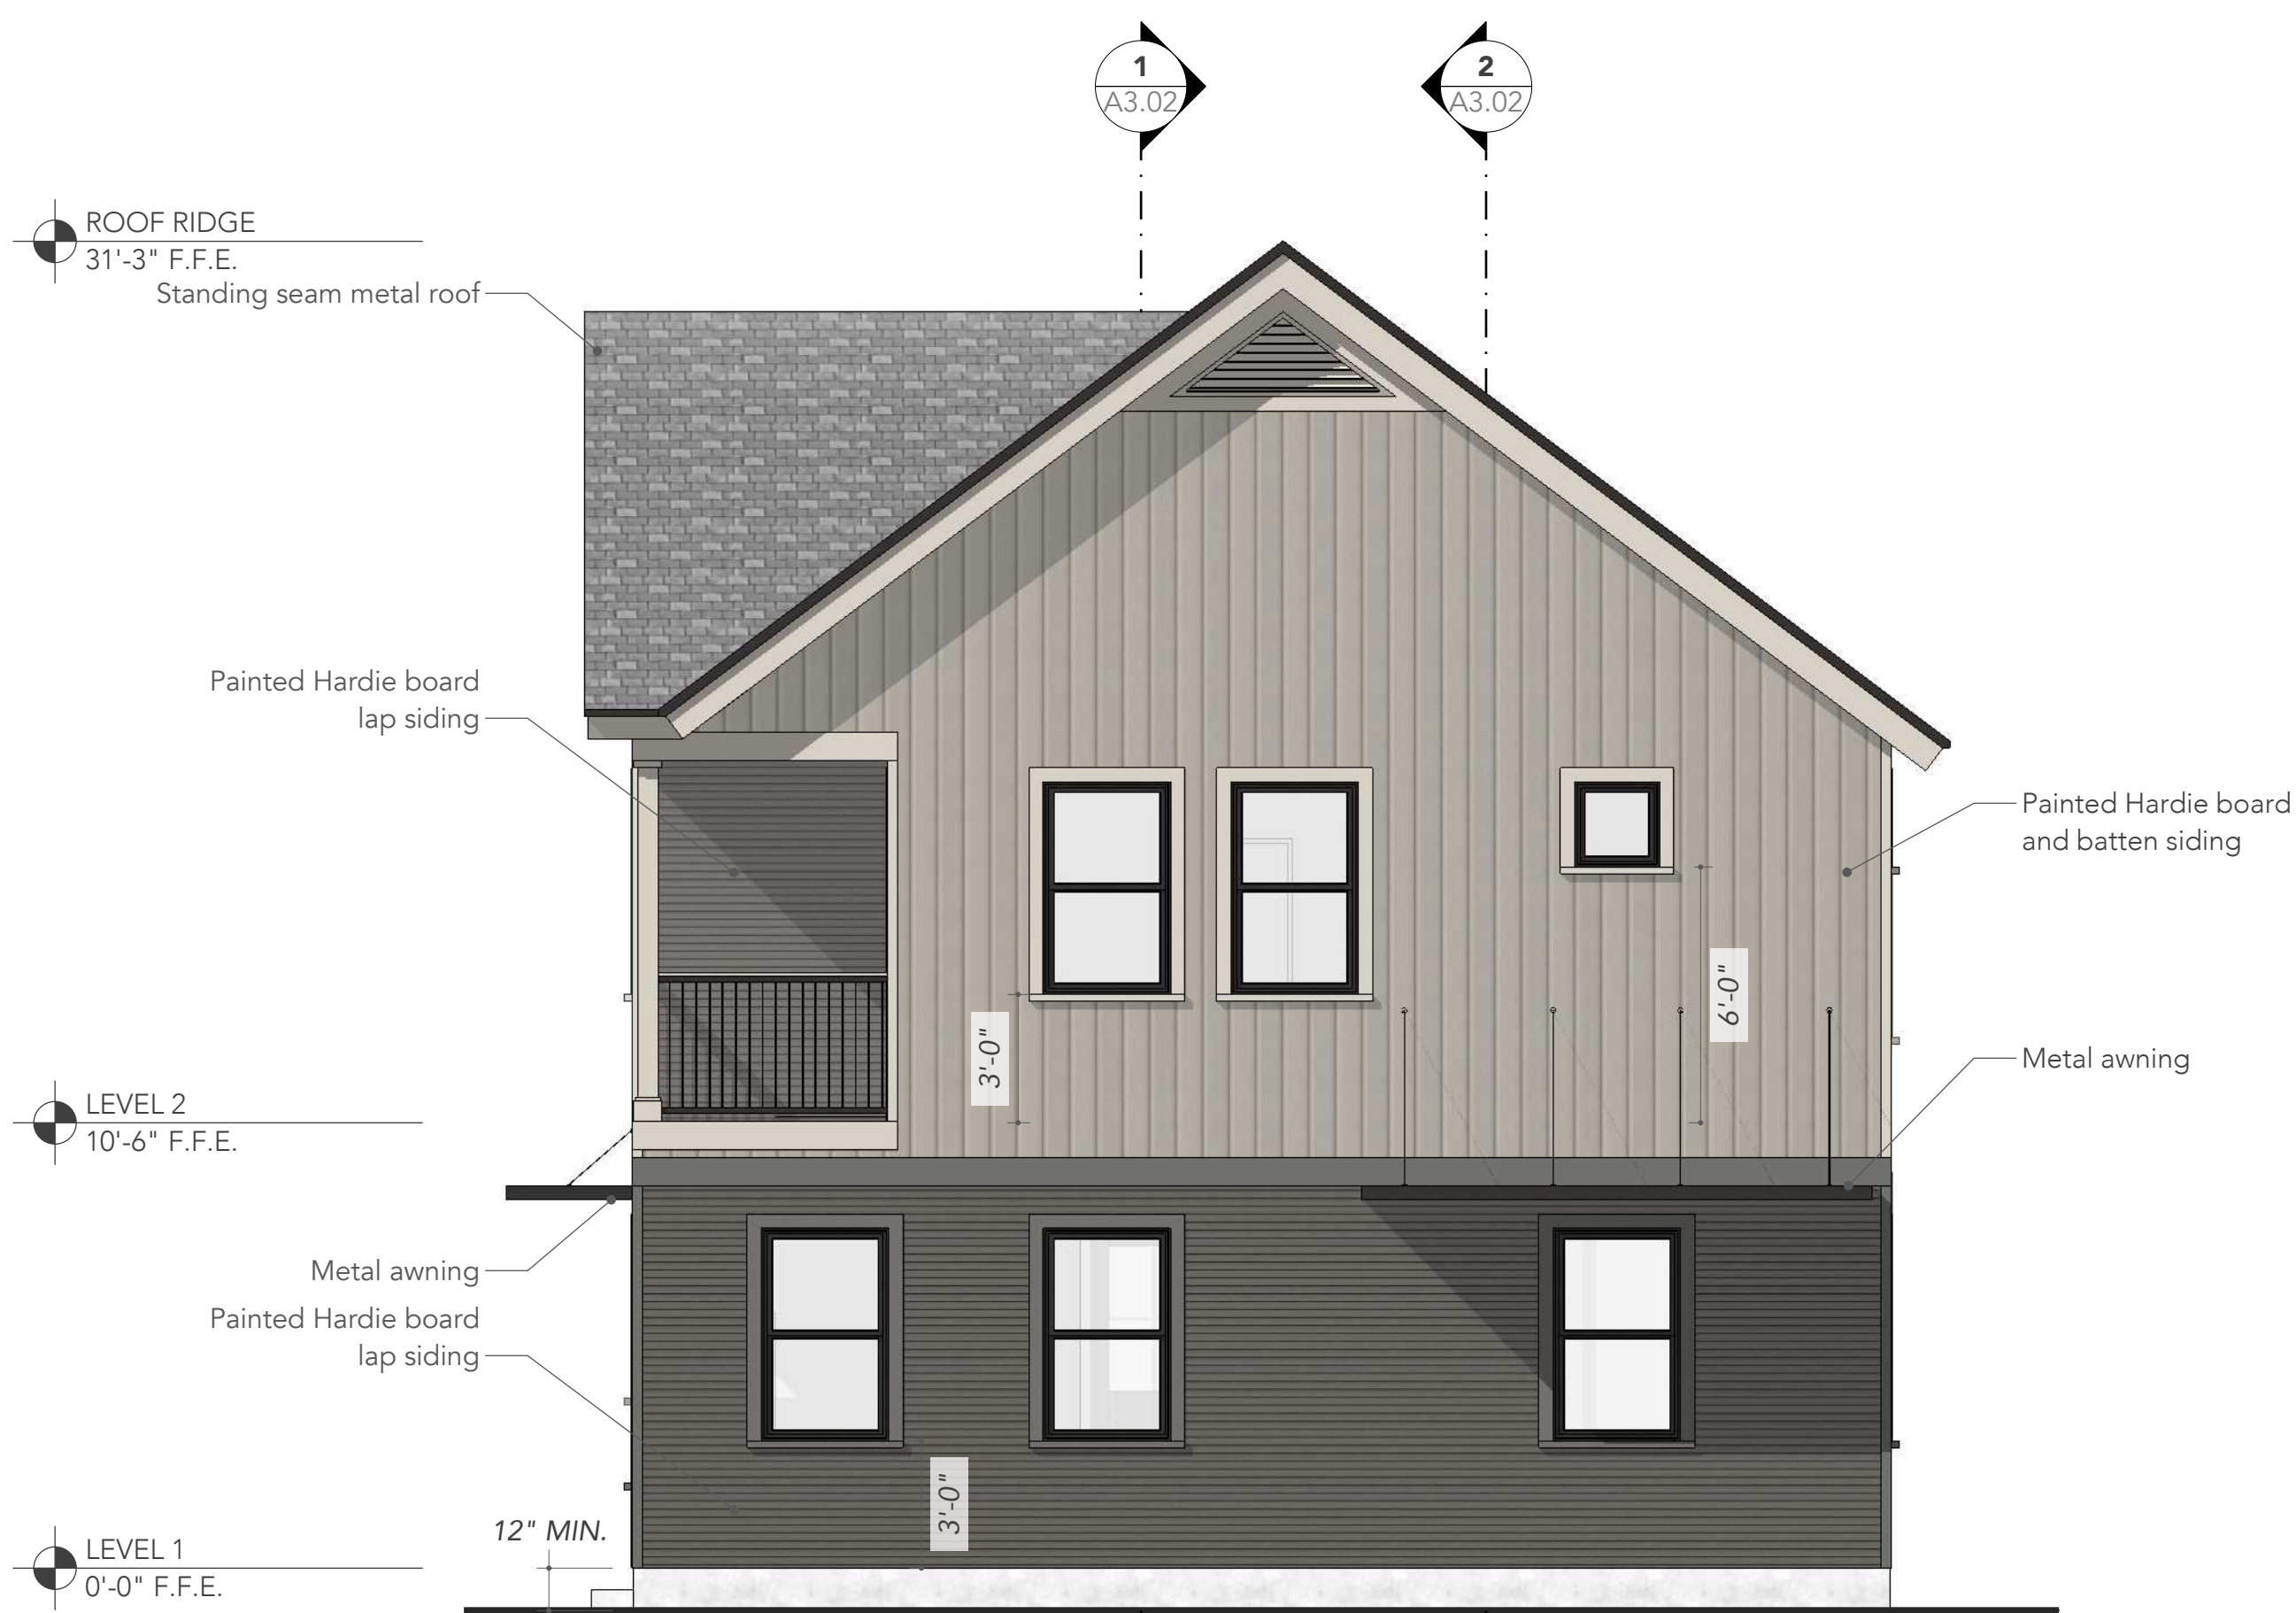 1
A3.02
2
A3.02
ROOF RIDGE
31'-3" F.F.E.
Standing seam metal roof
Painted Hardie board
lap siding
Painted Hardie board
and batten siding
6'-0"
3'-0"
Metal awning
LEVEL 2
10'-6" F.F.E.
Metal awning
Painted Hardie board
lap siding
3'-0"
12" MIN.
LEVEL 1
0'-0" F.F.E.